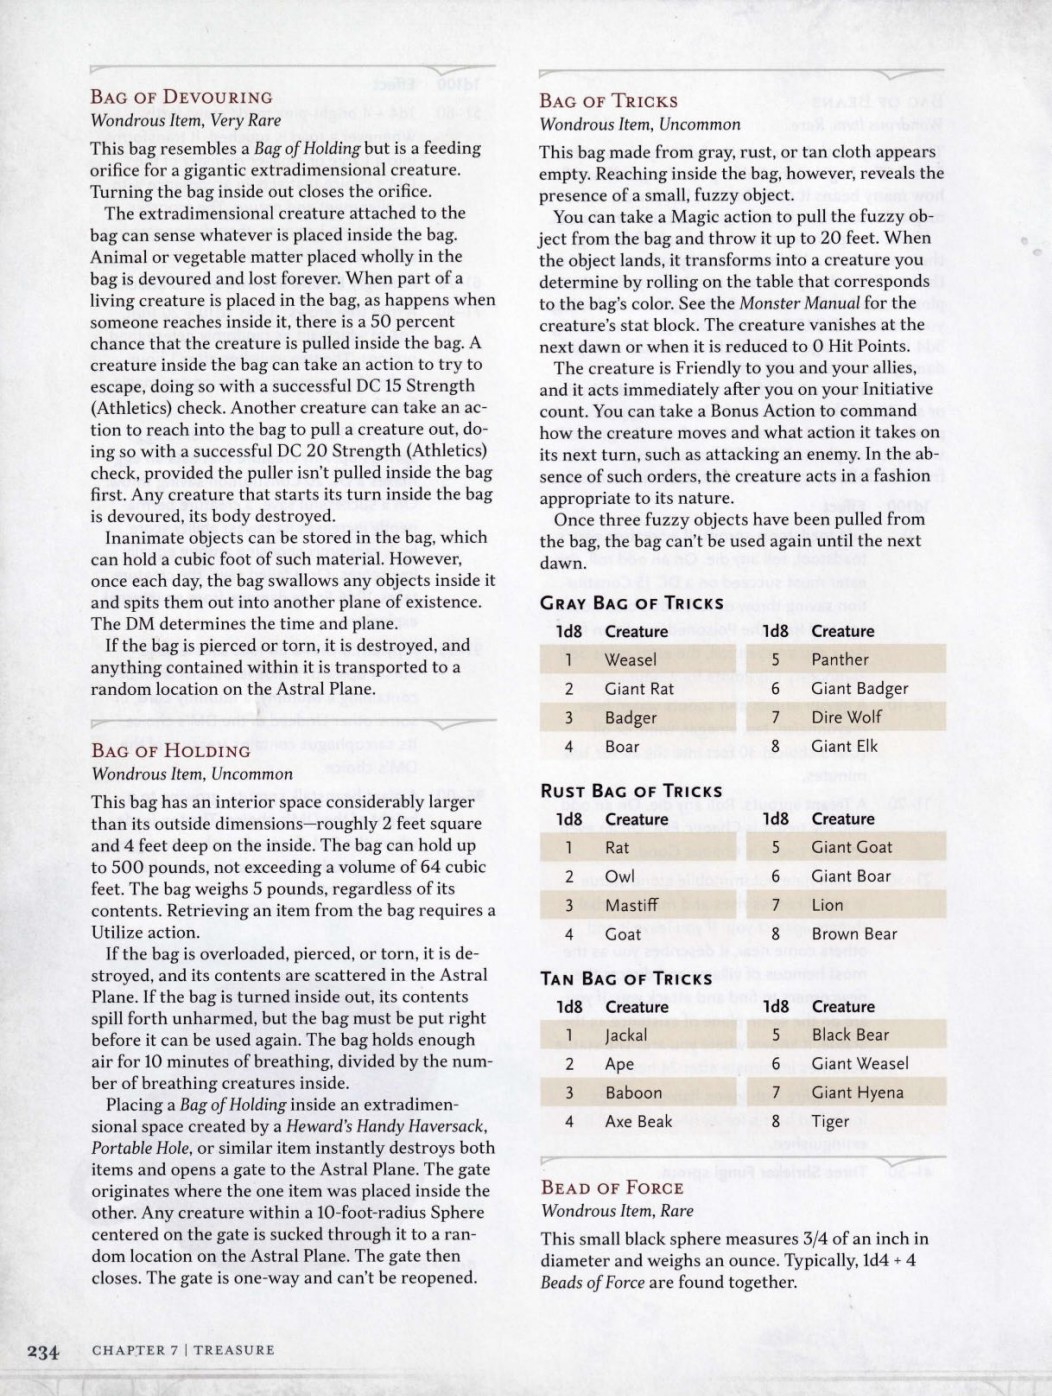 BAG OF DEVOURING
Wondrous Item, Very Rare
This bag resembles a Bag of Holding but is a feeding
orifice for a gigantic extradimensional creature.
Turning the bag inside out closes the orifice.
The extradimensional creature attached to the
bag can sense whatever is placed inside the bag.
Animal or vegetable matter placed wholly in the
bag is devoured and lost forever. When part of a
living creature is placed in the bag, as happens when
someone reaches inside it, there is a 50 percent
chance that the creature is pulled inside the bag. A
creature inside the bag can take an action to try to
escape, doing so with a successful DC 15 Strength
(Athletics) check. Another creature can take an ac-
tion to reach into the bag to pull a creature out, do-
ing so with a successful DC 20 Strength (Athletics)
check, provided the puller isn't pulled inside the bag
first. Any creature that starts its turn inside the bag
is devoured, its body destroyed.
Inanimate objects can be stored in the bag, which
can hold a cubic foot of such material. However,
once each day, the bag swallows any objects inside it
and spits them out into another plane of existence.
The DM determines the time and plane.
If the bag is pierced or torn, it is destroyed, and
anything contained within it is transported to a
random location on the Astral Plane.
BAG OF HOLDING
Wondrous Item, Uncommon
This bag has an interior space considerably larger
than its outside dimensions—roughly 2 feet square
and 4 feet deep on the inside. The bag can hold up
to 500 pounds, not exceeding a volume of 64 cubic
feet. The bag weighs 5 pounds, regardless of its
contents. Retrieving an item from the bag requires a
Utilize action.
If the bag is overloaded, pierced, or torn, it is de-
stroyed, and its contents are scattered in the Astral
Plane. If the bag is turned inside out, its contents
spill forth unharmed, but the bag must be put right
before it can be used again. The bag holds enough
air for 10 minutes of breathing, divided by the num-
ber of breathing creatures inside.
Placing a Bag of Holding inside an extradimen-
sional space created by a Heward's Handy Haversack,
Portable Hole, or similar item instantly destroys both
items and opens a gate to the Astral Plane. The gate
originates where the one item was placed inside the
other. Any creature within a 10-foot-radius Sphere
centered on the gate is sucked through it to a ran-
dom location on the Astral Plane. The gate then
closes. The gate is one-way and can't be reopened.
BAG OF TRICKS
Wondrous Item, Uncommon
This bag made from gray, rust, or tan cloth appears
empty. Reaching inside the bag, however, reveals the
presence of a small, fuzzy object.
You can take a Magic action to pull the fuzzy ob-
ject from the bag and throw it up to 20 feet. When
the object lands, it transforms into a creature you
determine by rolling on the table that corresponds
to the bag's color. See the Monster Manual for the
creature's stat block. The creature vanishes at the
next dawn or when it is reduced to 0 Hit Points.
The creature is Friendly to you and your allies,
and it acts immediately after you on your Initiative
count. You can take a Bonus Action to command
how the creature moves and what action it takes on
its next turn, such as attacking an enemy. In the ab-
sence of such orders, the creature acts in a fashion
appropriate to its nature.
Once three fuzzy objects have been pulled from
the bag, the bag can't be used again until the next
dawn.
GRAY BAG OF TRICKS
1d8 Creature 1d8 Creature
1 Weasel 5 Panther
2 Giant Rat 6 Giant Badger
3 Badger 7 Dire Wolf
4 Boar 8 Giant Elk
RUST BAG OF TRICKS
1d8 Creature 1d8 Creature
1 Rat 5 Giant Goat
2 Owl 6 Giant Boar
3 Mastiff 7 Lion
4 Goat 8 Brown Bear
TAN BAG OF TRICKS
1d8 Creature 1d8 Creature
1 Jackal 5 Black Bear
2 Ape 6 Giant Weasel
3 Baboon 7 Giant Hyena
4 Axe Beak 8 Tiger
BEAD OF FORCE
Wondrous Item, Rare
This small black sphere measures 3/4 of an inch in
diameter and weighs an ounce. Typically, 1d4 + 4
Beads of Force are found together.
234 CHAPTER 7 | TREASURE